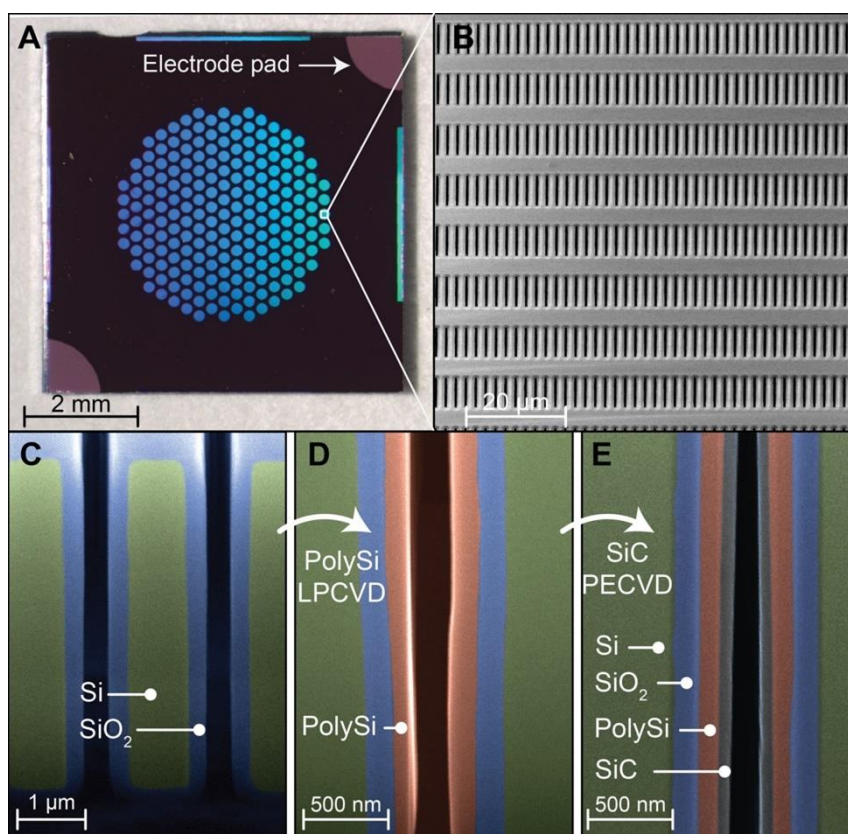 A
Electrode pad
2 mm
B
20 µm
C
Si
SiO₂
1 µm
D
PolySi
LPCVD
PolySi
500 nm
E
SiC
PECVD
Si
SiO₂
PolySi
SiC
500 nm